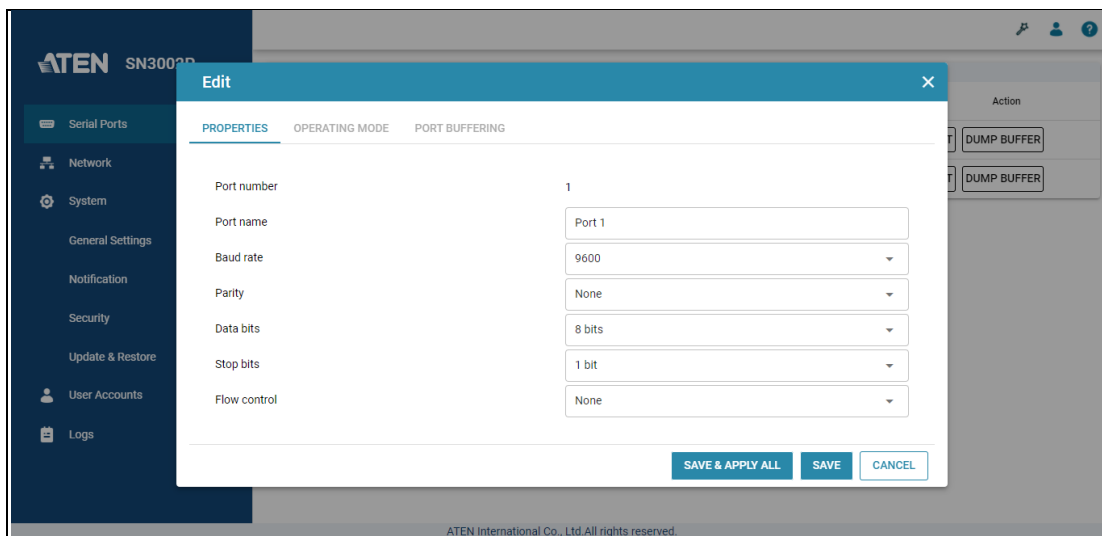 ATEN
Edit
Action
Serial Ports
PROPERTIES OPERATING MODE PORT BUFFERING
DUMP BUFFER
Network
DUMP BUFFER
Port number 1
System
Port name Port 1
General Settings
Baud rate 9600
Notification
Parity None
Security
Data bits 8 bits
Update & Restore
Stop bits 1 bit
User Accounts
Flow control None
Logs
SAVE & APPLY ALL SAVE CANCEL
ATEN International Co., Ltd.All rights reserved.